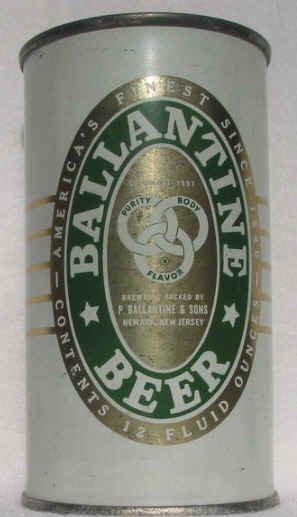 AMERICA'S FINEST SINCE 1840
BALLANTINE
PURITY BODY
FLAVOR
BREWED & PACKED BY
P. BALLANTINE & SONS
NEWARK, NEW JERSEY
BEER
CONTENTS 12 FLUID OUNCES